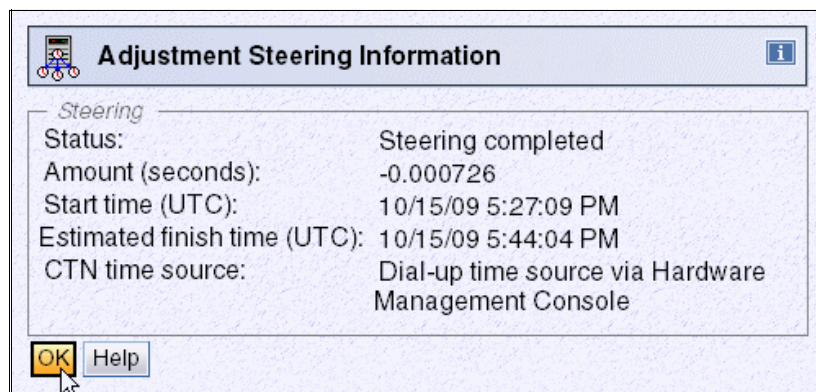 Adjustment Steering Information
i
Steering
Status: Steering completed
Amount (seconds): -0.000726
Start time (UTC): 10/15/09 5:27:09 PM
Estimated finish time (UTC): 10/15/09 5:44:04 PM
CTN time source: Dial-up time source via Hardware
Management Console
OK Help